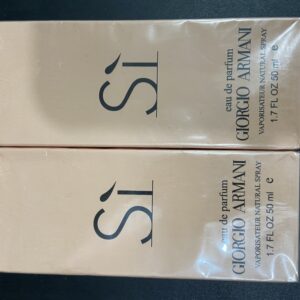 Sì
eau de parfum
GIORGIO ARMANI
VAPORISATEUR NATURAL SPRAY
1.7 FL OZ 50 ml e
Sì
eau de parfum
GIORGIO ARMANI
VAPORISATEUR NATURAL SPRAY
1.7 FL OZ 50 ml e